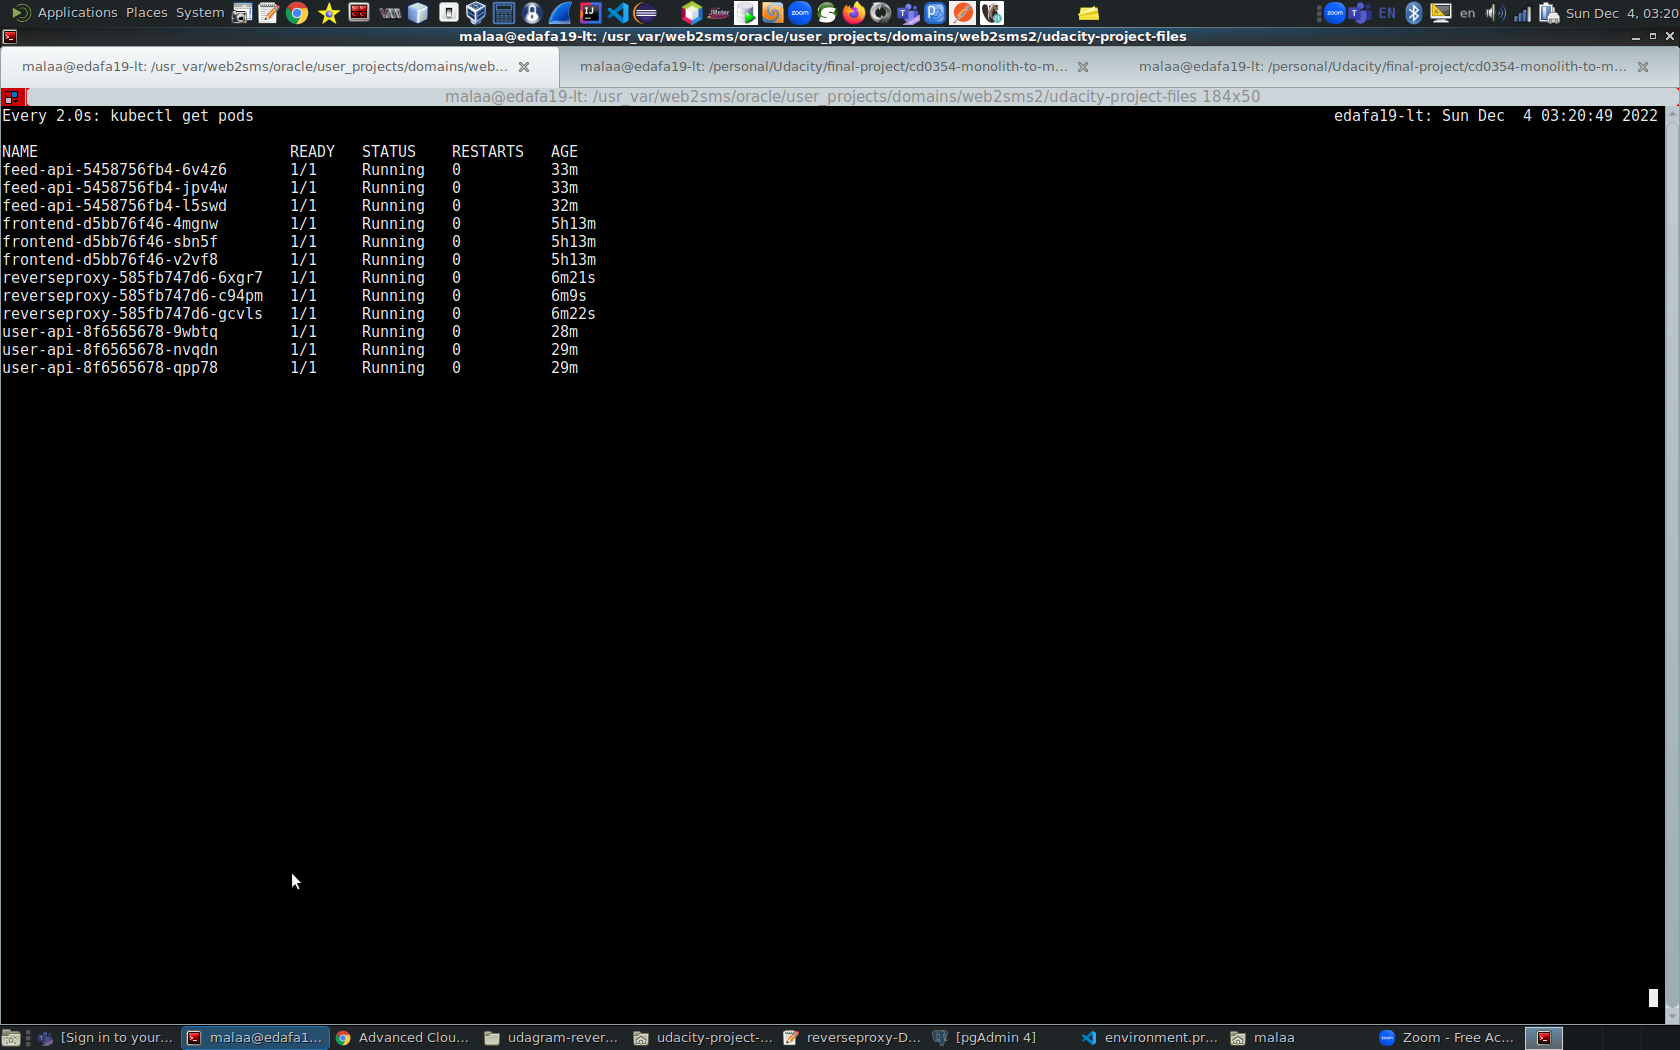 Applications Places System
zoom EN en Sun Dec 4, 03:20
malaa@edafa19-lt: /usr_var/web2sms/oracle/user_projects/domains/web2sms2/udacity-project-files
malaa@edafa19-lt: /usr_var/web2sms/oracle/user_projects/domains/web... malaa@edafa19-lt: /personal/Udacity/final-project/cd0354-monolith-to-m... malaa@edafa19-lt: /personal/Udacity/final-project/cd0354-monolith-to-m...
malaa@edafa19-lt: /usr_var/web2sms/oracle/user_projects/domains/web2sms2/udacity-project-files 184x50
Every 2.0s: kubectl get pods edafa19-lt: Sun Dec  4 03:20:49 2022
NAME READY STATUS RESTARTS AGE
feed-api-5458756fb4-6v4z6 1/1 Running 0 33m
feed-api-5458756fb4-jpv4w 1/1 Running 0 33m
feed-api-5458756fb4-l5swd 1/1 Running 0 32m
frontend-d5bb76f46-4mgnw 1/1 Running 0 5h13m
frontend-d5bb76f46-sbn5f 1/1 Running 0 5h13m
frontend-d5bb76f46-v2vf8 1/1 Running 0 5h13m
reverseproxy-585fb747d6-6xgr7 1/1 Running 0 6m21s
reverseproxy-585fb747d6-c94pm 1/1 Running 0 6m9s
reverseproxy-585fb747d6-gcvls 1/1 Running 0 6m22s
user-api-8f6565678-9wbtq 1/1 Running 0 28m
user-api-8f6565678-nvqdn 1/1 Running 0 29m
user-api-8f6565678-qpp78 1/1 Running 0 29m
[Sign in to your... malaa@edafa1... Advanced Clou... udagram-rever... udacity-project-... reverseproxy-D... [pgAdmin 4] environment.pr... malaa Zoom - Free Ac...